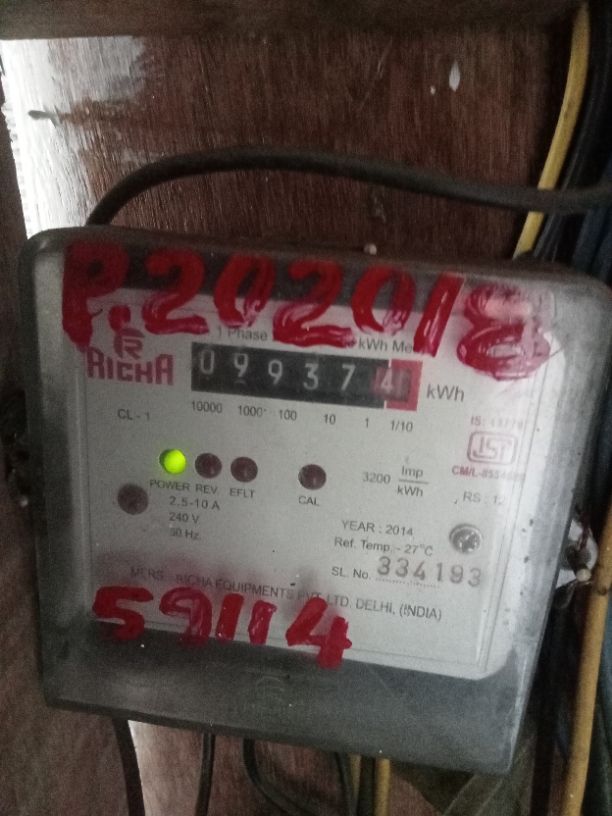 P.202018
1 Phase kWh Me
RICHA
099374 kWh
10000 1000 100 10 1 1/10
CL - 1
IS : 13779
ISI
CM/L-
POWER REV. EFLT CAL
3200 Imp/kWh
RS :
2.5-10 A
240 V
YEAR : 2014
Ref. Temp. - 27°C
SL. No. 334193
RICHA EQUIPMENTS PVT. LTD. DELHI, (INDIA)
59114